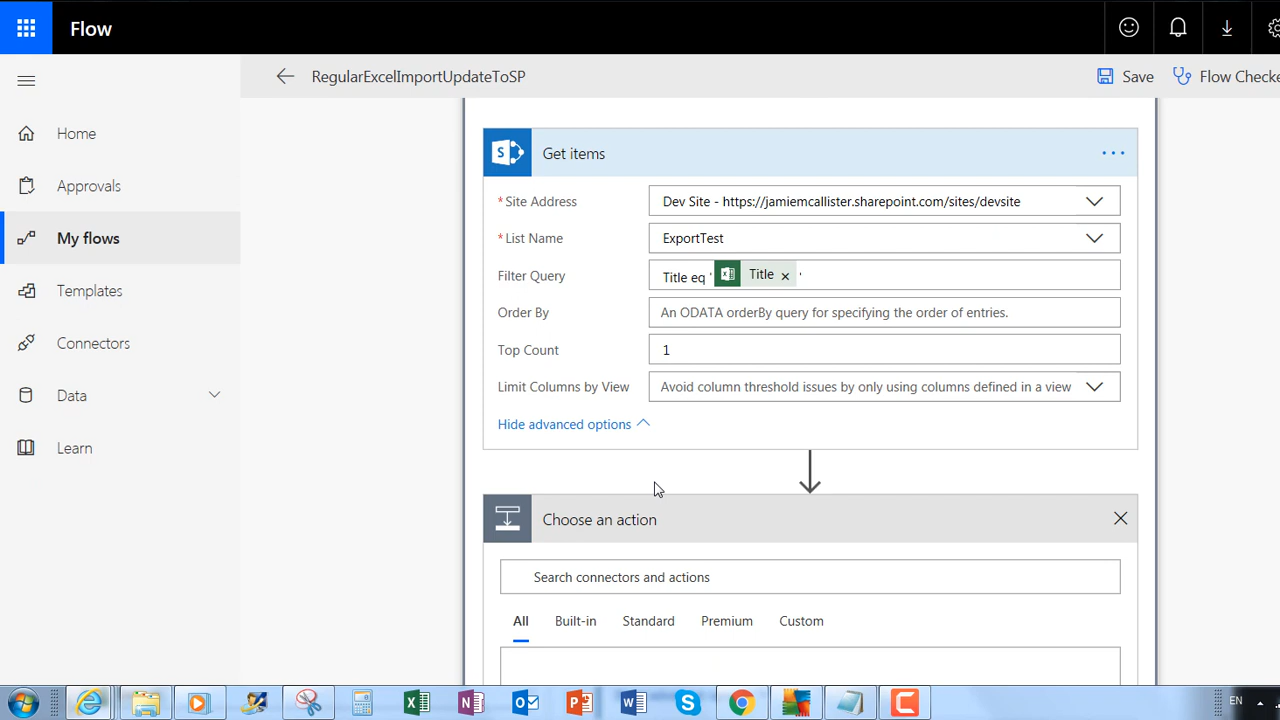 Flow
RegularExcelImportUpdateToSP
Save
Flow Checke
Home
Approvals
My flows
Templates
Connectors
Data
Learn
Get items
* Site Address
Dev Site - https://jamiemcallister.sharepoint.com/sites/devsite
* List Name
ExportTest
Filter Query
Title eq ' Title × '
Order By
An ODATA orderBy query for specifying the order of entries.
Top Count
1
Limit Columns by View
Avoid column threshold issues by only using columns defined in a view
Hide advanced options
Choose an action
Search connectors and actions
All Built-in Standard Premium Custom
EN